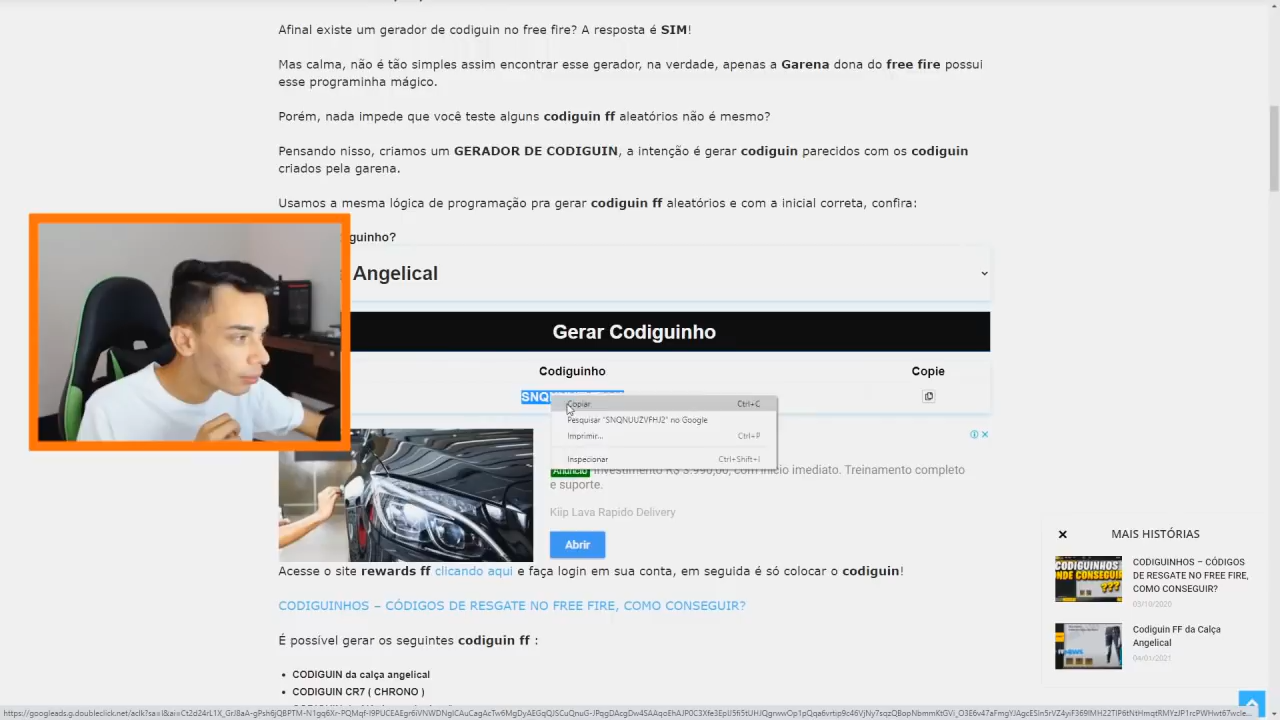 Afinal existe um gerador de codiguin no free fire? A resposta é SIM!
Mas calma, não é tão simples assim encontrar esse gerador, na verdade, apenas a Garena dona do free fire possui
esse programinha mágico.
Porém, nada impede que você teste alguns codiguin ff aleatórios não é mesmo?
Pensando nisso, criamos um GERADOR DE CODIGUIN, a intenção é gerar codiguin parecidos com os codiguin
criados pela garena.
Usamos a mesma lógica de programação pra gerar codiguin ff aleatórios e com a inicial correta, confira:
guinho?
Angelical
Gerar Codiguinho
Codiguinho
Copie
Copiar
Ctrl+C
Pesquisar "SNQNUUZVFHJ2" no Google
Imprimir...
Ctrl+P
Inspecionar
Ctrl+Shift+I
Anúncio Investimento R$ 3.990,00, com início imediato. Treinamento completo
e suporte.
Kiip Lava Rapido Delivery
Abrir
Acesse o site rewards ff clicando aqui e faça login em sua conta, em seguida é só colocar o codiguin!
CODIGUINHOS – CÓDIGOS DE RESGATE NO FREE FIRE, COMO CONSEGUIR?
É possível gerar os seguintes codiguin ff :
• CODIGUIN da calça angelical
• CODIGUIN CR7 ( CHRONO )
MAIS HISTÓRIAS
CODIGUINHOS
ONDE CONSEGUIR
???
CODIGUINHOS – CÓDIGOS
DE RESGATE NO FREE FIRE,
COMO CONSEGUIR?
03/10/2020
Codiguin FF da Calça
Angelical
04/01/2021